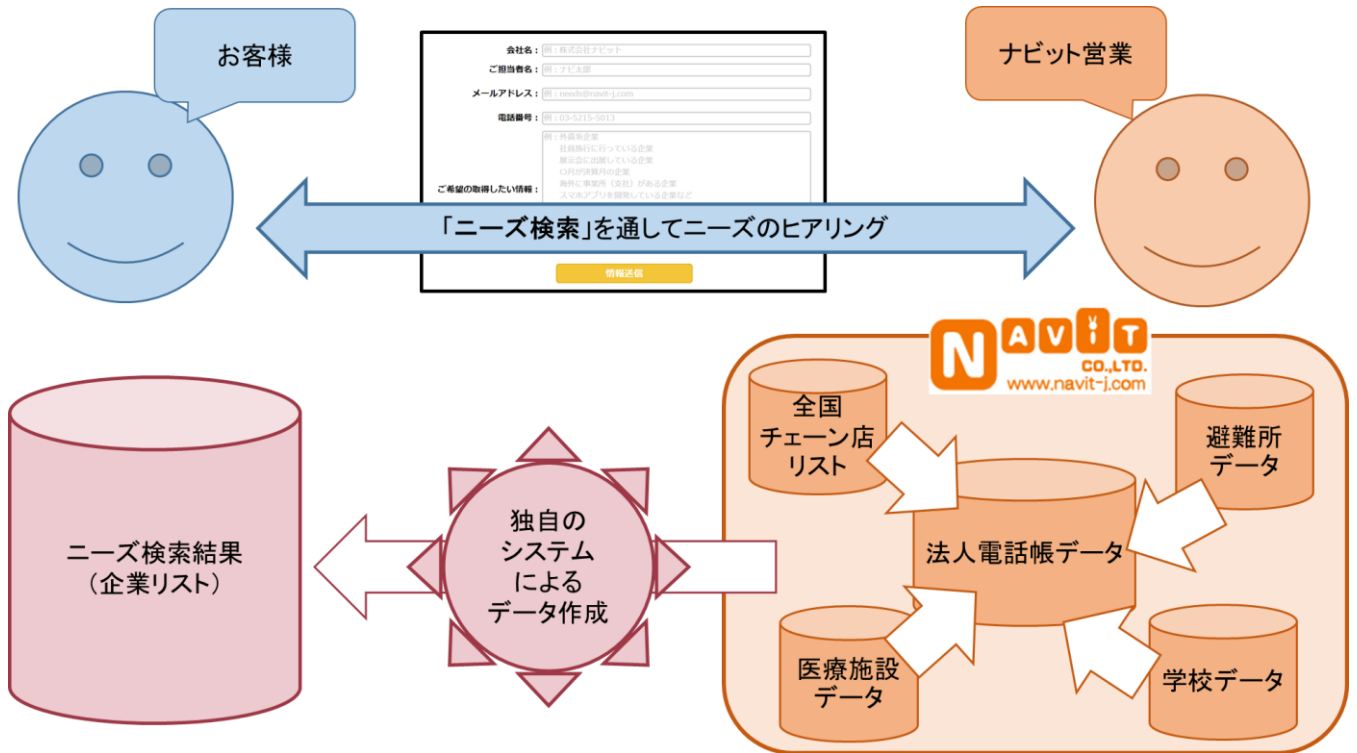 お客様
ナビット営業
会社名：
例：株式会社ナビット
ご担当者名：
例：ナビ太郎
メールアドレス：
例：needs@navit-j.com
電話番号：
例：03-5215-5013
例：外資系企業
社員旅行に行っている企業
展示会に出展している企業
〇月が決算月の企業
海外に事業所（支社）がある企業
ご希望の取得したい情報：
スマホアプリを開発している企業など
「ニーズ検索」を通してニーズのヒアリング
情報送信
NAViT
CO.,LTD.
www.navit-j.com
全国
チェーン店
リスト
避難所
データ
法人電話帳データ
医療施設
データ
学校データ
独自の
システム
による
データ作成
ニーズ検索結果
（企業リスト）